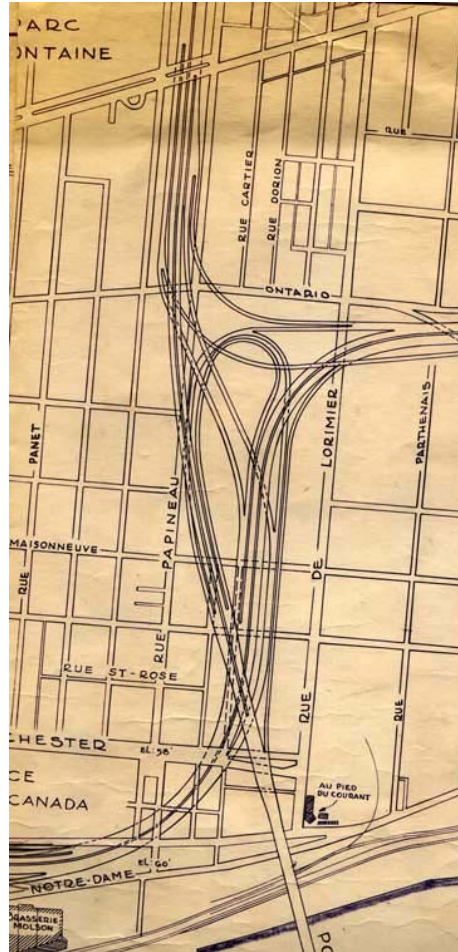 PARC
ONTAINE
RUE
RUE CARTIER
RUE DORION
ONTARIO
PANET
RUE
PAPINEAU
RUE
LORIMIER
DE
RUE
PARTHENAIS
RUE
MAISONNEUVE
RUE ST-ROSE
CHESTER
EL: 58'
CE
CANADA
AU PIED
DU COURANT
EL: 60'
NOTRE-DAME
BRASSERIE
MOLSON
PO